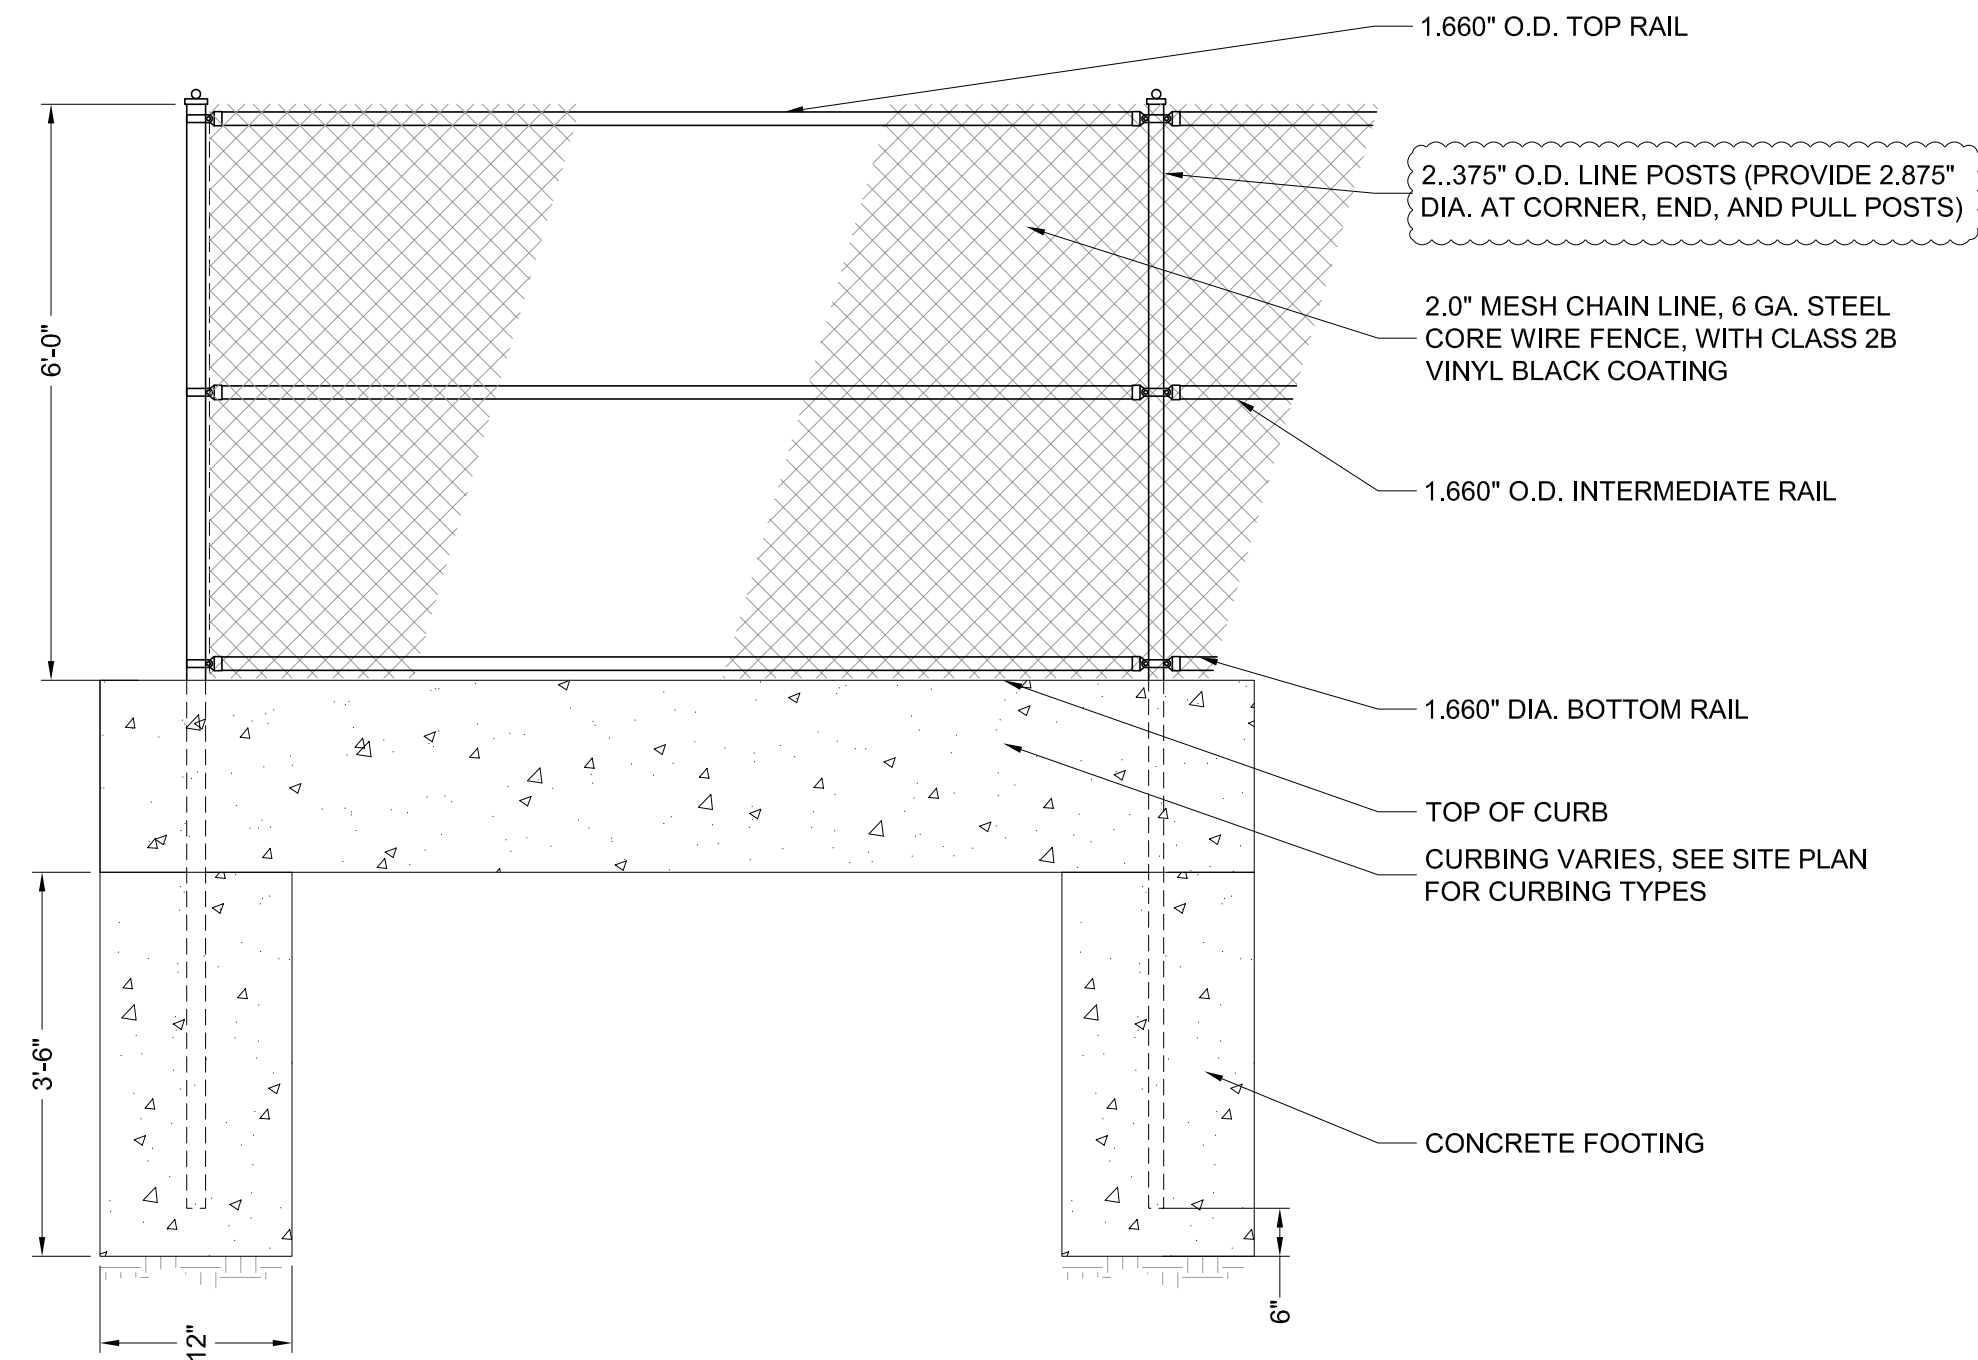 1.660" O.D. TOP RAIL
2..375" O.D. LINE POSTS (PROVIDE 2.875"
DIA. AT CORNER, END, AND PULL POSTS)
2.0" MESH CHAIN LINE, 6 GA. STEEL
CORE WIRE FENCE, WITH CLASS 2B
VINYL BLACK COATING
6'-0"
1.660" O.D. INTERMEDIATE RAIL
1.660" DIA. BOTTOM RAIL
TOP OF CURB
CURBING VARIES, SEE SITE PLAN
FOR CURBING TYPES
3'-6"
CONCRETE FOOTING
6"
12"